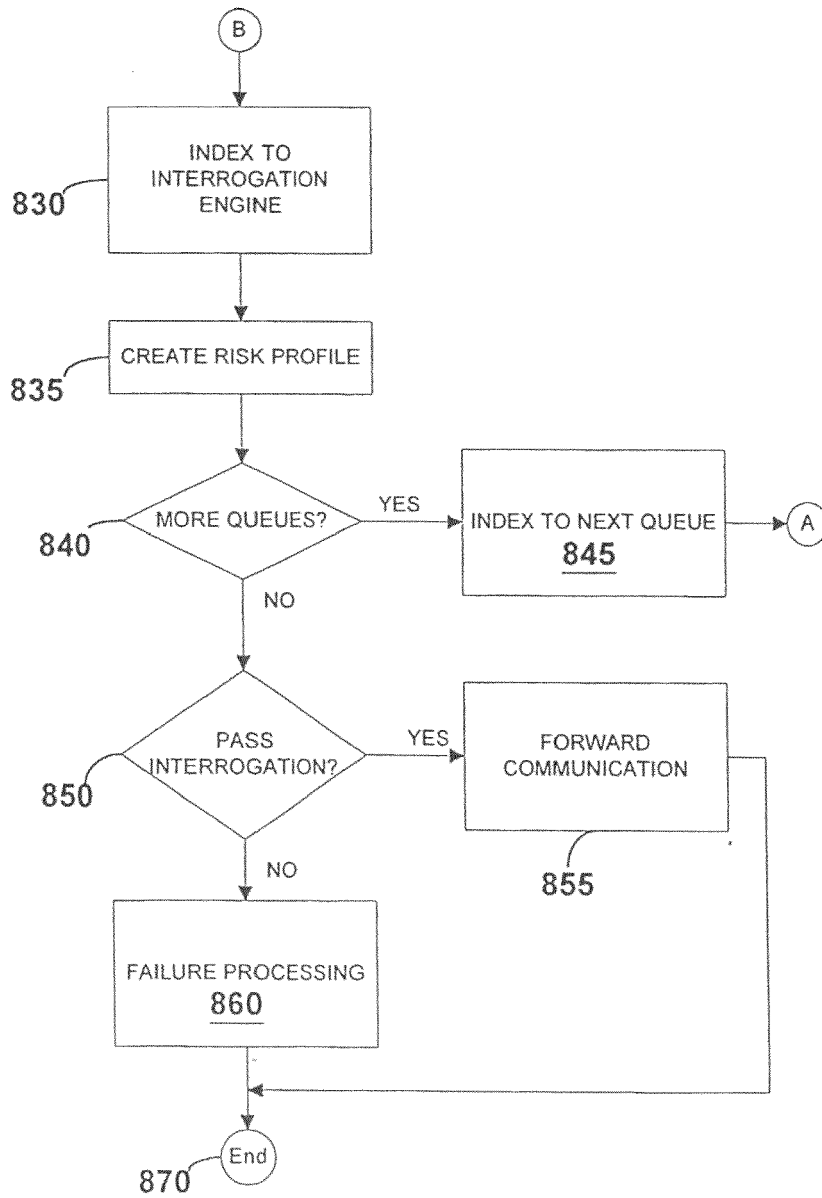 B
INDEX TO
INTERROGATION
ENGINE
830
CREATE RISK PROFILE
835
MORE QUEUES?
840
YES
INDEX TO NEXT QUEUE
845
A
NO
PASS
INTERROGATION?
850
YES
FORWARD
COMMUNICATION
855
NO
FAILURE PROCESSING
860
End
870